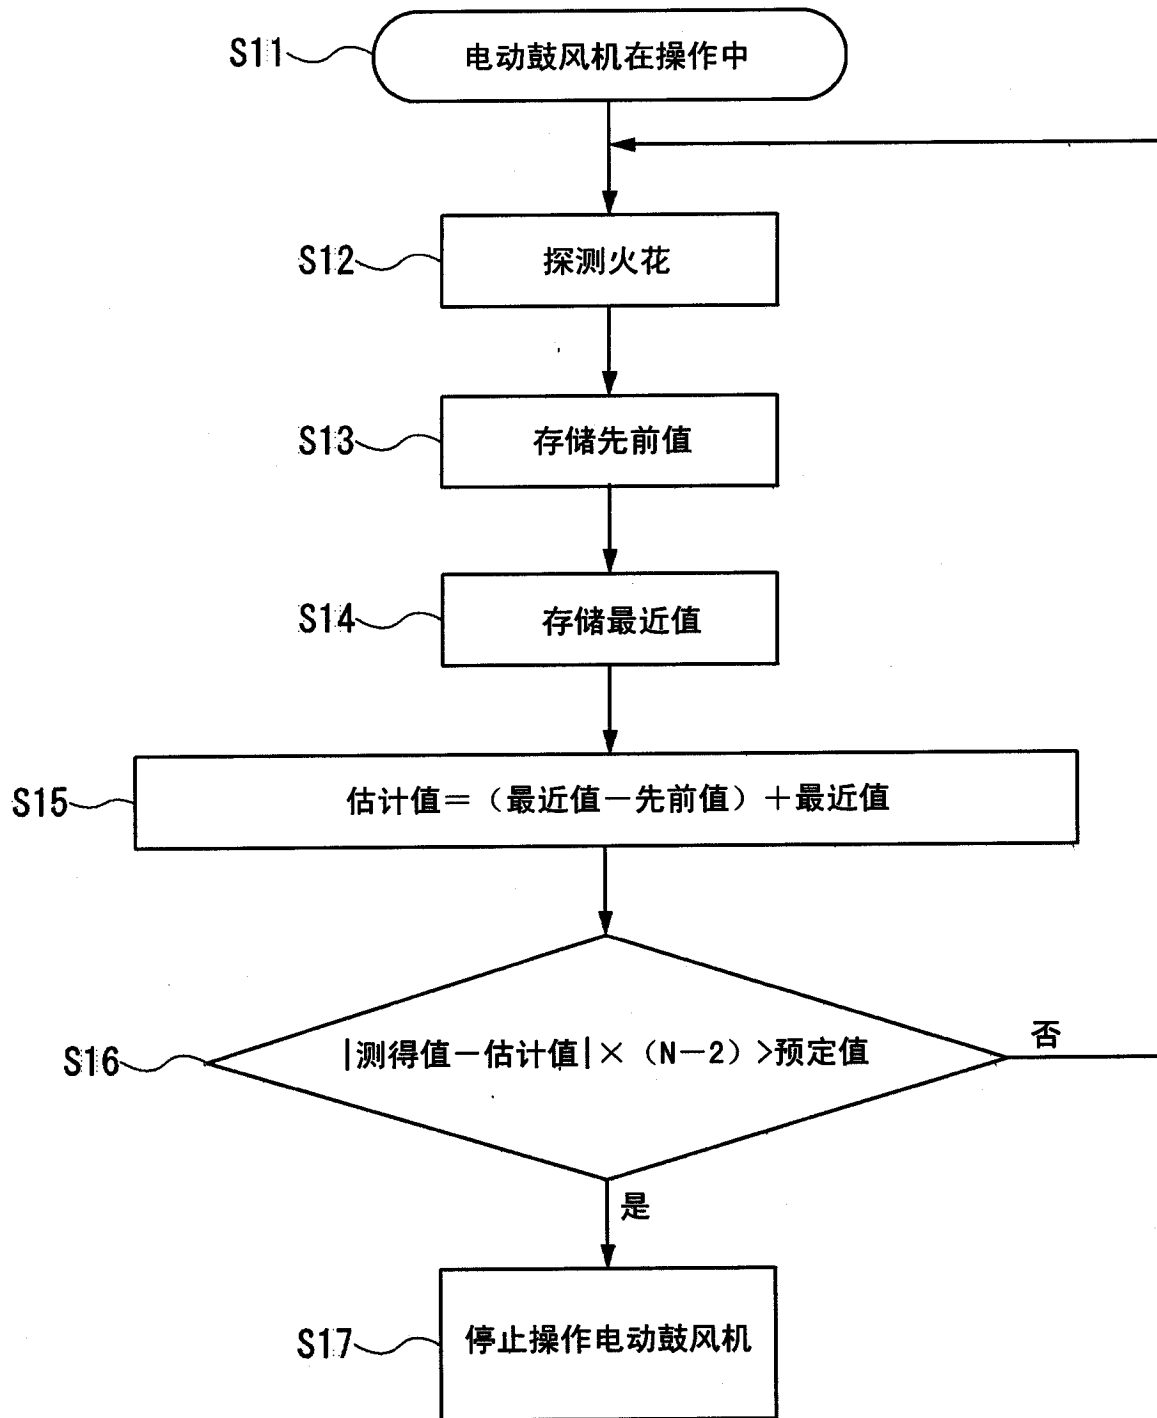 S11 电动鼓风机在操作中
S12 探测火花
S13 存储先前值
S14 存储最近值
S15 估计值＝（最近值－先前值）＋最近值
S16 |测得值－估计值|×（N－2）>预定值
否
是
S17 停止操作电动鼓风机